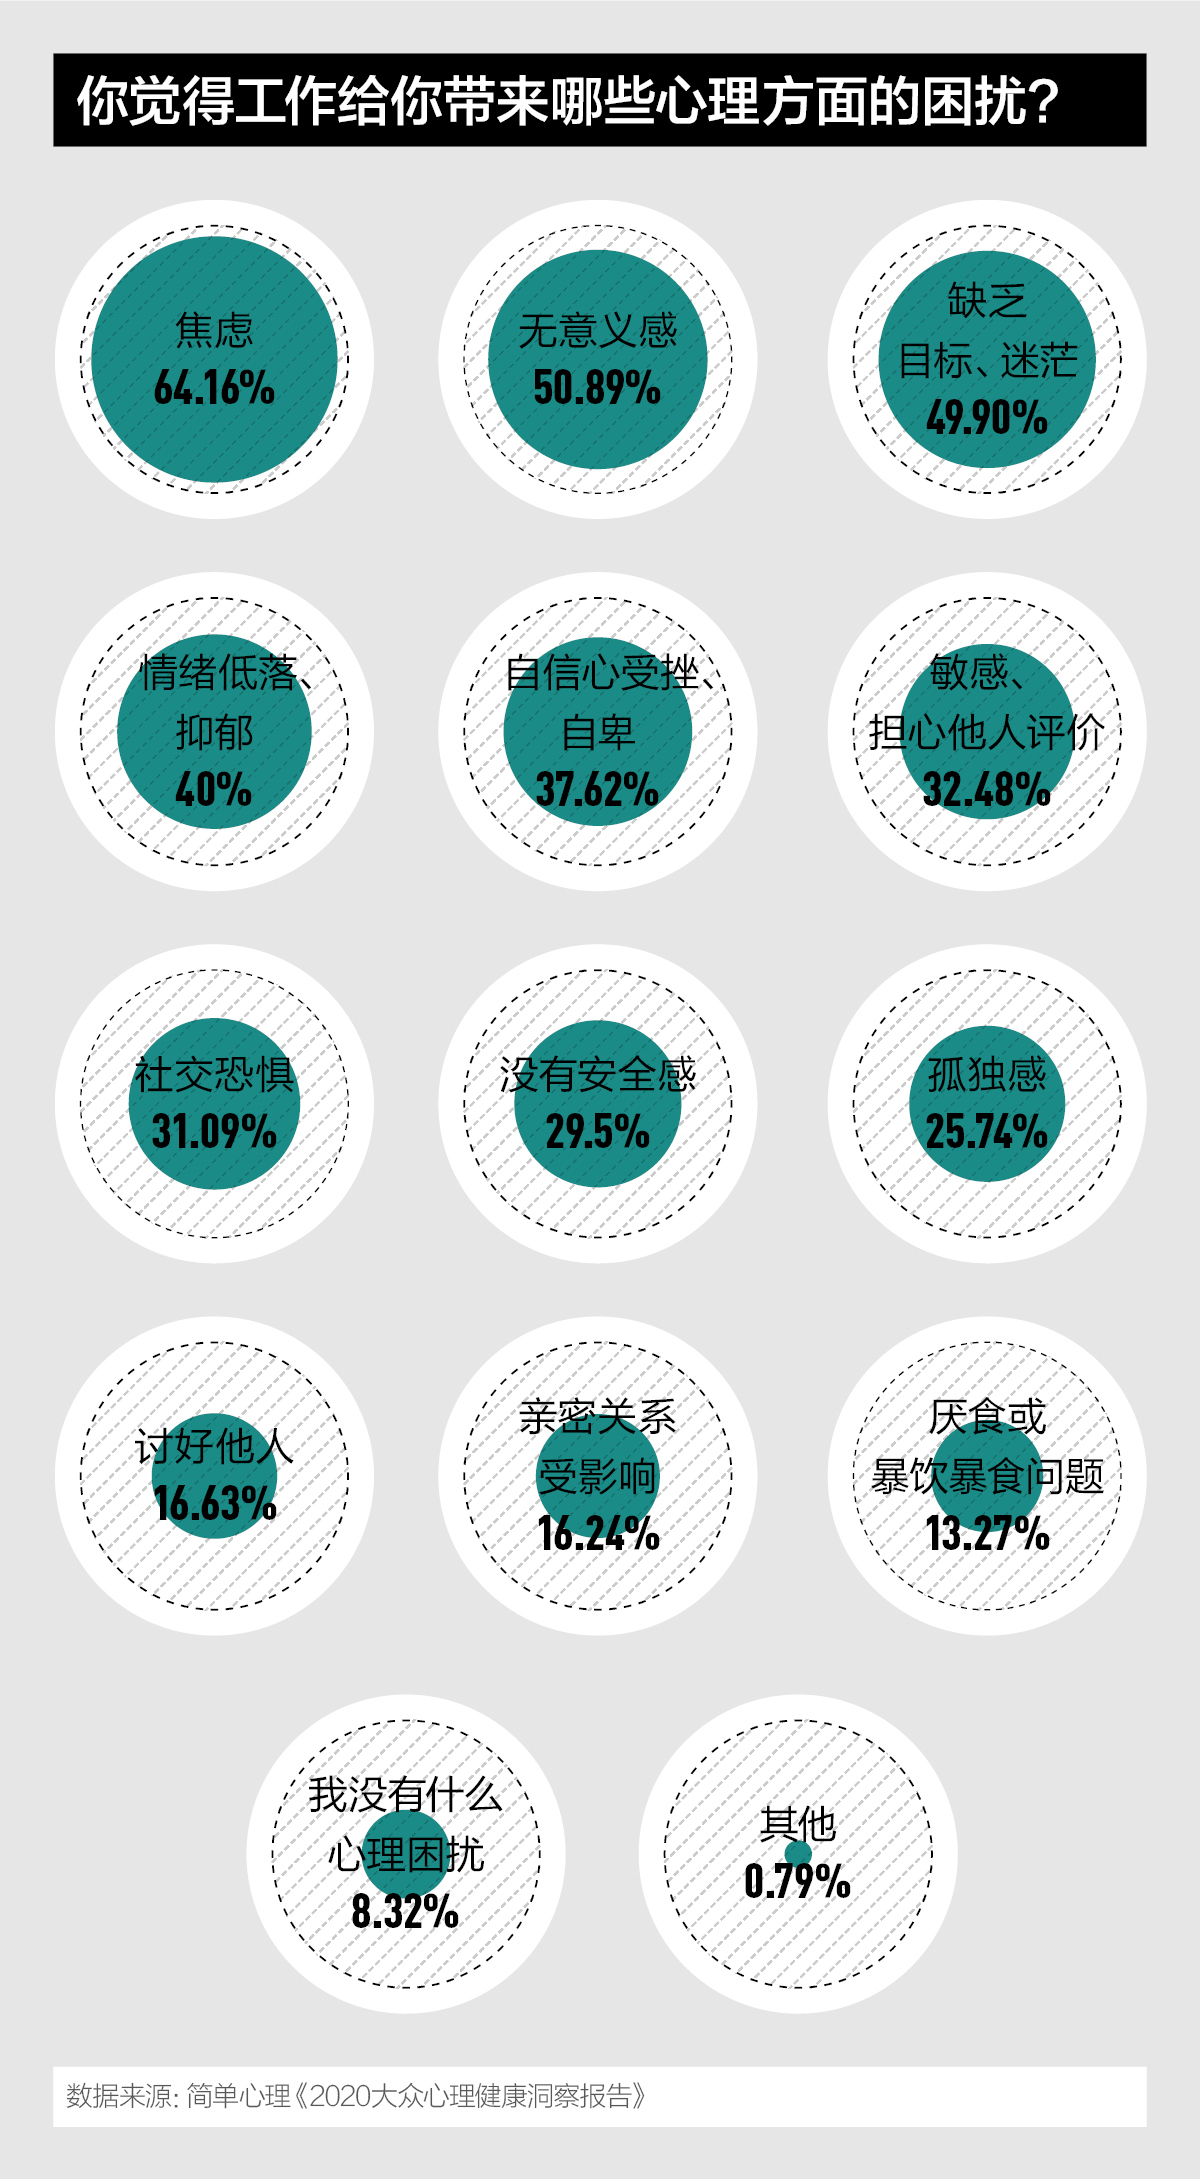 你觉得工作给你带来哪些心理方面的困扰?
焦虑
64.16%
无意义感
50.89%
缺乏
目标、迷茫
49.90%
情绪低落、
抑郁
40%
自信心受挫、
自卑
37.62%
敏感、
担心他人评价
32.48%
社交恐惧
31.09%
没有安全感
29.5%
孤独感
25.74%
讨好他人
16.63%
亲密关系
受影响
16.24%
厌食或
暴饮暴食问题
13.27%
我没有什么
心理困扰
8.32%
其他
0.79%
数据来源: 简单心理《2020大众心理健康洞察报告》